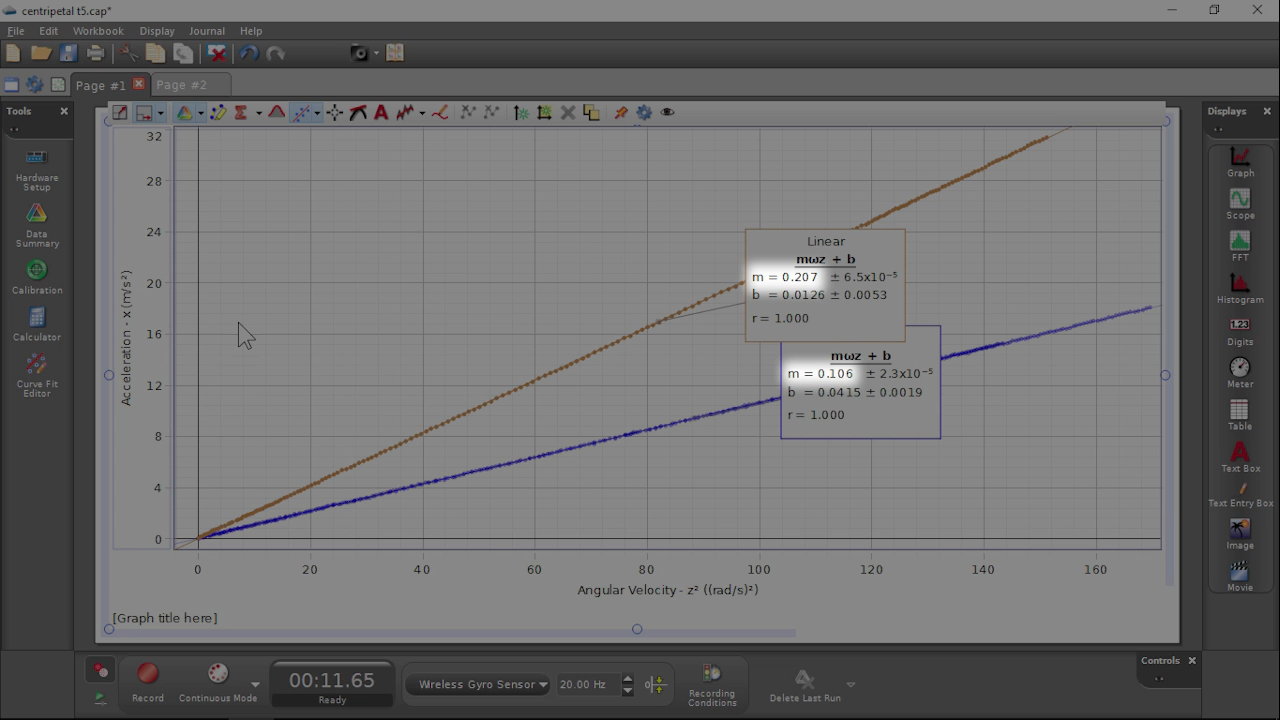 centripetal t5.cap*
File Edit Workbook Display Journal Help
Page #1 Page #2
Tools
Hardware
Setup
Data
Summary
Calibration
Calculator
Curve Fit
Editor
Displays
Graph
Scope
FFT
Histogram
1.23
Digits
Meter
Table
Text Box
Text Entry Box
Image
Movie
Acceleration - x (m/s²)
32
28
24
20
16
12
8
4
0
Linear
mωz + b
m = 0.207 ± 6.5x10⁻⁵
b = 0.0126 ± 0.0053
r = 1.000
mωz + b
m = 0.106 ± 2.3x10⁻⁵
b = 0.0415 ± 0.0019
r = 1.000
0 20 40 60 80 100 120 140 160
Angular Velocity - z² ((rad/s)²)
[Graph title here]
Record
Continuous Mode
00:11.65
Ready
Wireless Gyro Sensor
20.00 Hz
Recording
Conditions
Delete Last Run
Controls